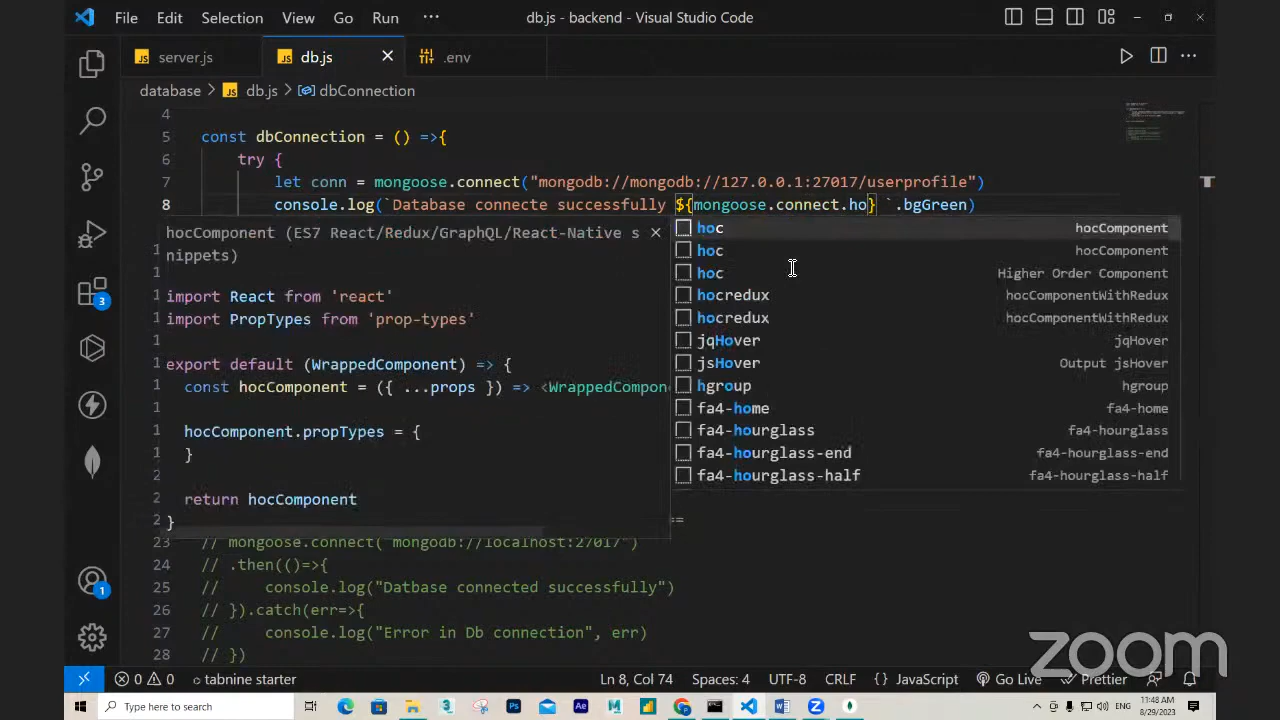 File Edit Selection View Go Run ··· db.js - backend - Visual Studio Code
JS server.js JS db.js .env
database > JS db.js > dbConnection
4
5 const dbConnection = () =>{
6 try {
7 let conn = mongoose.connect("mongodb://mongodb://127.0.0.1:27017/userprofile")
8 console.log(`Database connecte successfully ${mongoose.connect.ho} `.bgGreen)
hocComponent (ES7 React/Redux/GraphQL/React-Native s
nippets)
import React from 'react'
import PropTypes from 'prop-types'
export default (WrappedComponent) => {
const hocComponent = ({ ...props }) => <WrappedCompon
hocComponent.propTypes = {
}
return hocComponent
}
hoc hocComponent
hoc hocComponent
hoc Higher Order Component
hocredux hocComponentWithRedux
hocredux hocComponentWithRedux
jqHover jqHover
jsHover Output jsHover
hgroup hgroup
fa4-home fa4-home
fa4-hourglass fa4-hourglass
fa4-hourglass-end fa4-hourglass-end
fa4-hourglass-half fa4-hourglass-half
==
23 // mongoose.connect("mongodb://localhost:27017")
24 // .then(()=>{
25 // console.log("Datbase connected successfully")
26 // }).catch(err=>{
27 // console.log("Error in Db connection", err)
28 // })
3
1
zoom
0 0 tabnine starter Ln 8, Col 74 Spaces: 4 UTF-8 CRLF {} JavaScript Go Live Prettier
Type here to search
11:48 AM
8/29/2023